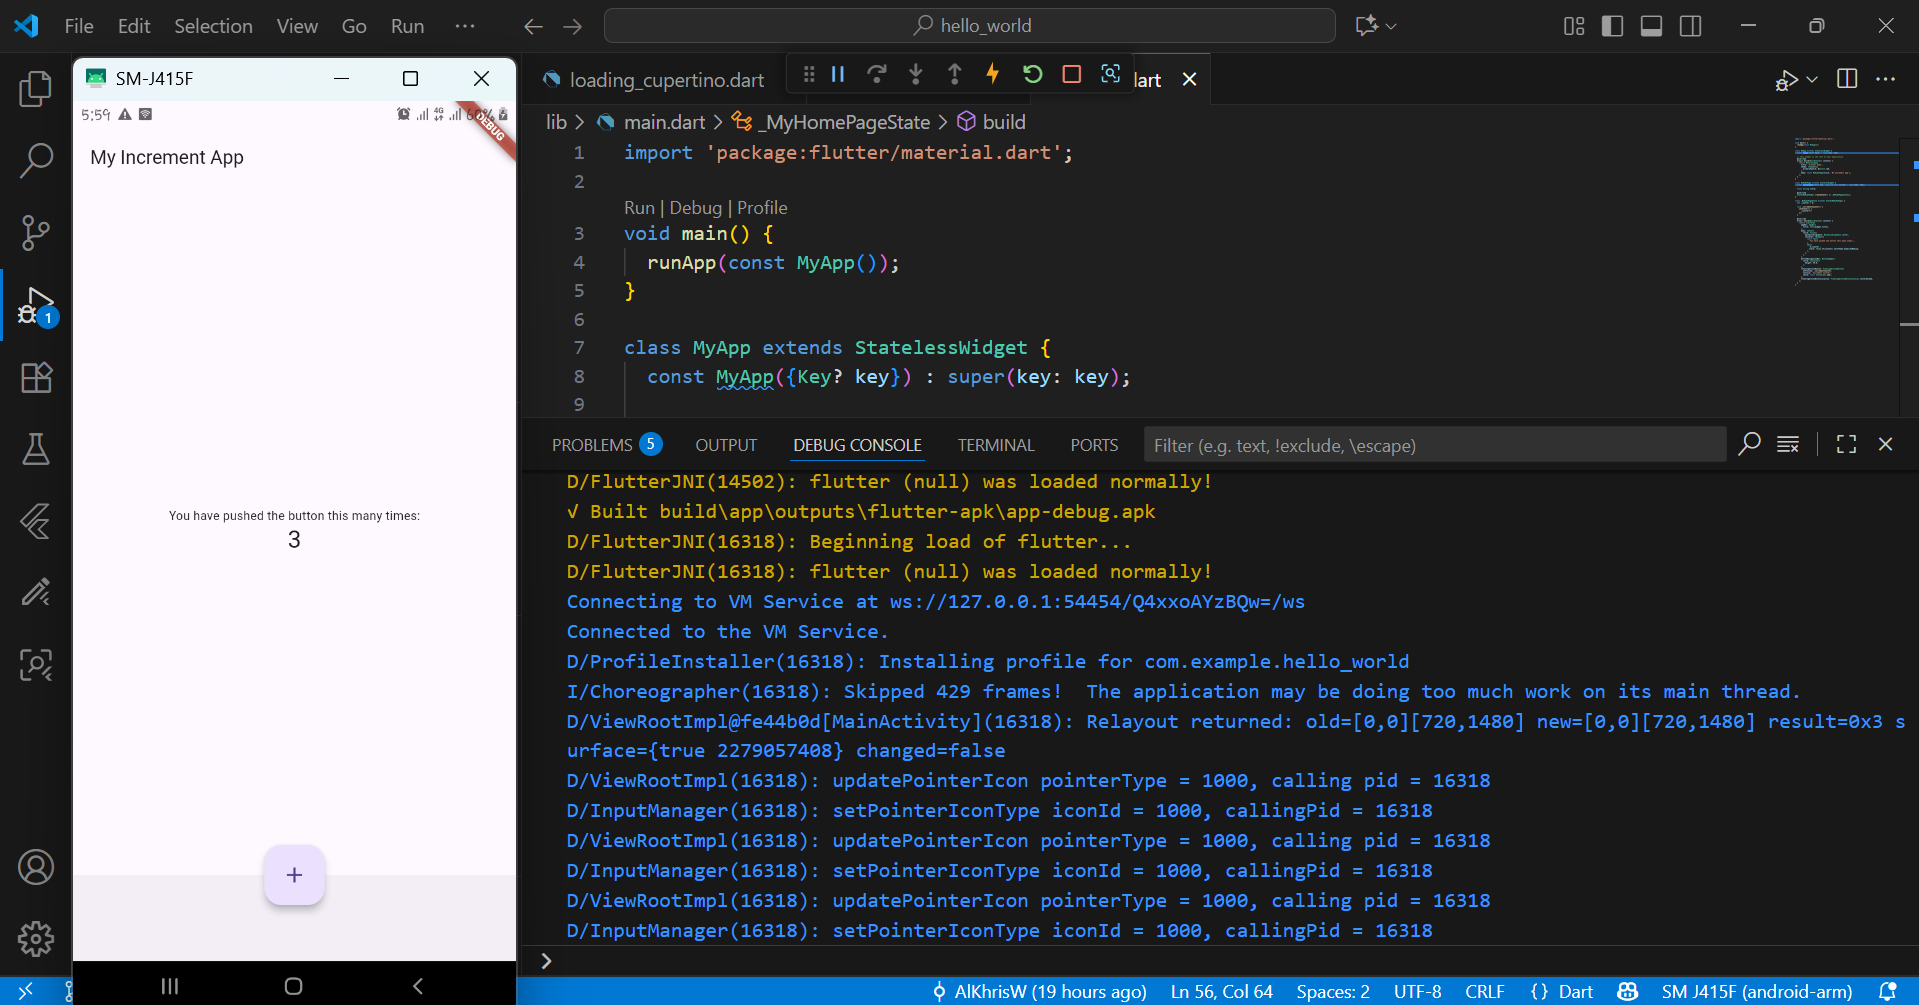 File Edit Selection View Go Run ... hello_world
SM-J415F
5:59 4G 60%
DEBUG
My Increment App
You have pushed the button this many times:
3
+
1
loading_cupertino.dart lart
lib > main.dart > _MyHomePageState > build
1 import 'package:flutter/material.dart';
2
Run | Debug | Profile
3 void main() {
4 runApp(const MyApp());
5 }
6
7 class MyApp extends StatelessWidget {
8 const MyApp({Key? key}) : super(key: key);
9
PROBLEMS 5 OUTPUT DEBUG CONSOLE TERMINAL PORTS Filter (e.g. text, !exclude, \escape)
D/FlutterJNI(14502): flutter (null) was loaded normally!
√ Built build\app\outputs\flutter-apk\app-debug.apk
D/FlutterJNI(16318): Beginning load of flutter...
D/FlutterJNI(16318): flutter (null) was loaded normally!
Connecting to VM Service at ws://127.0.0.1:54454/Q4xxoAYzBQw=/ws
Connected to the VM Service.
D/ProfileInstaller(16318): Installing profile for com.example.hello_world
I/Choreographer(16318): Skipped 429 frames!  The application may be doing too much work on its main thread.
D/ViewRootImpl@fe44b0d[MainActivity](16318): Relayout returned: old=[0,0][720,1480] new=[0,0][720,1480] result=0x3 s
urface={true 2279057408} changed=false
D/ViewRootImpl(16318): updatePointerIcon pointerType = 1000, calling pid = 16318
D/InputManager(16318): setPointerIconType iconId = 1000, callingPid = 16318
D/ViewRootImpl(16318): updatePointerIcon pointerType = 1000, calling pid = 16318
D/InputManager(16318): setPointerIconType iconId = 1000, callingPid = 16318
D/ViewRootImpl(16318): updatePointerIcon pointerType = 1000, calling pid = 16318
D/InputManager(16318): setPointerIconType iconId = 1000, callingPid = 16318
>
AlKhrisW (19 hours ago) Ln 56, Col 64 Spaces: 2 UTF-8 CRLF {} Dart SM J415F (android-arm)